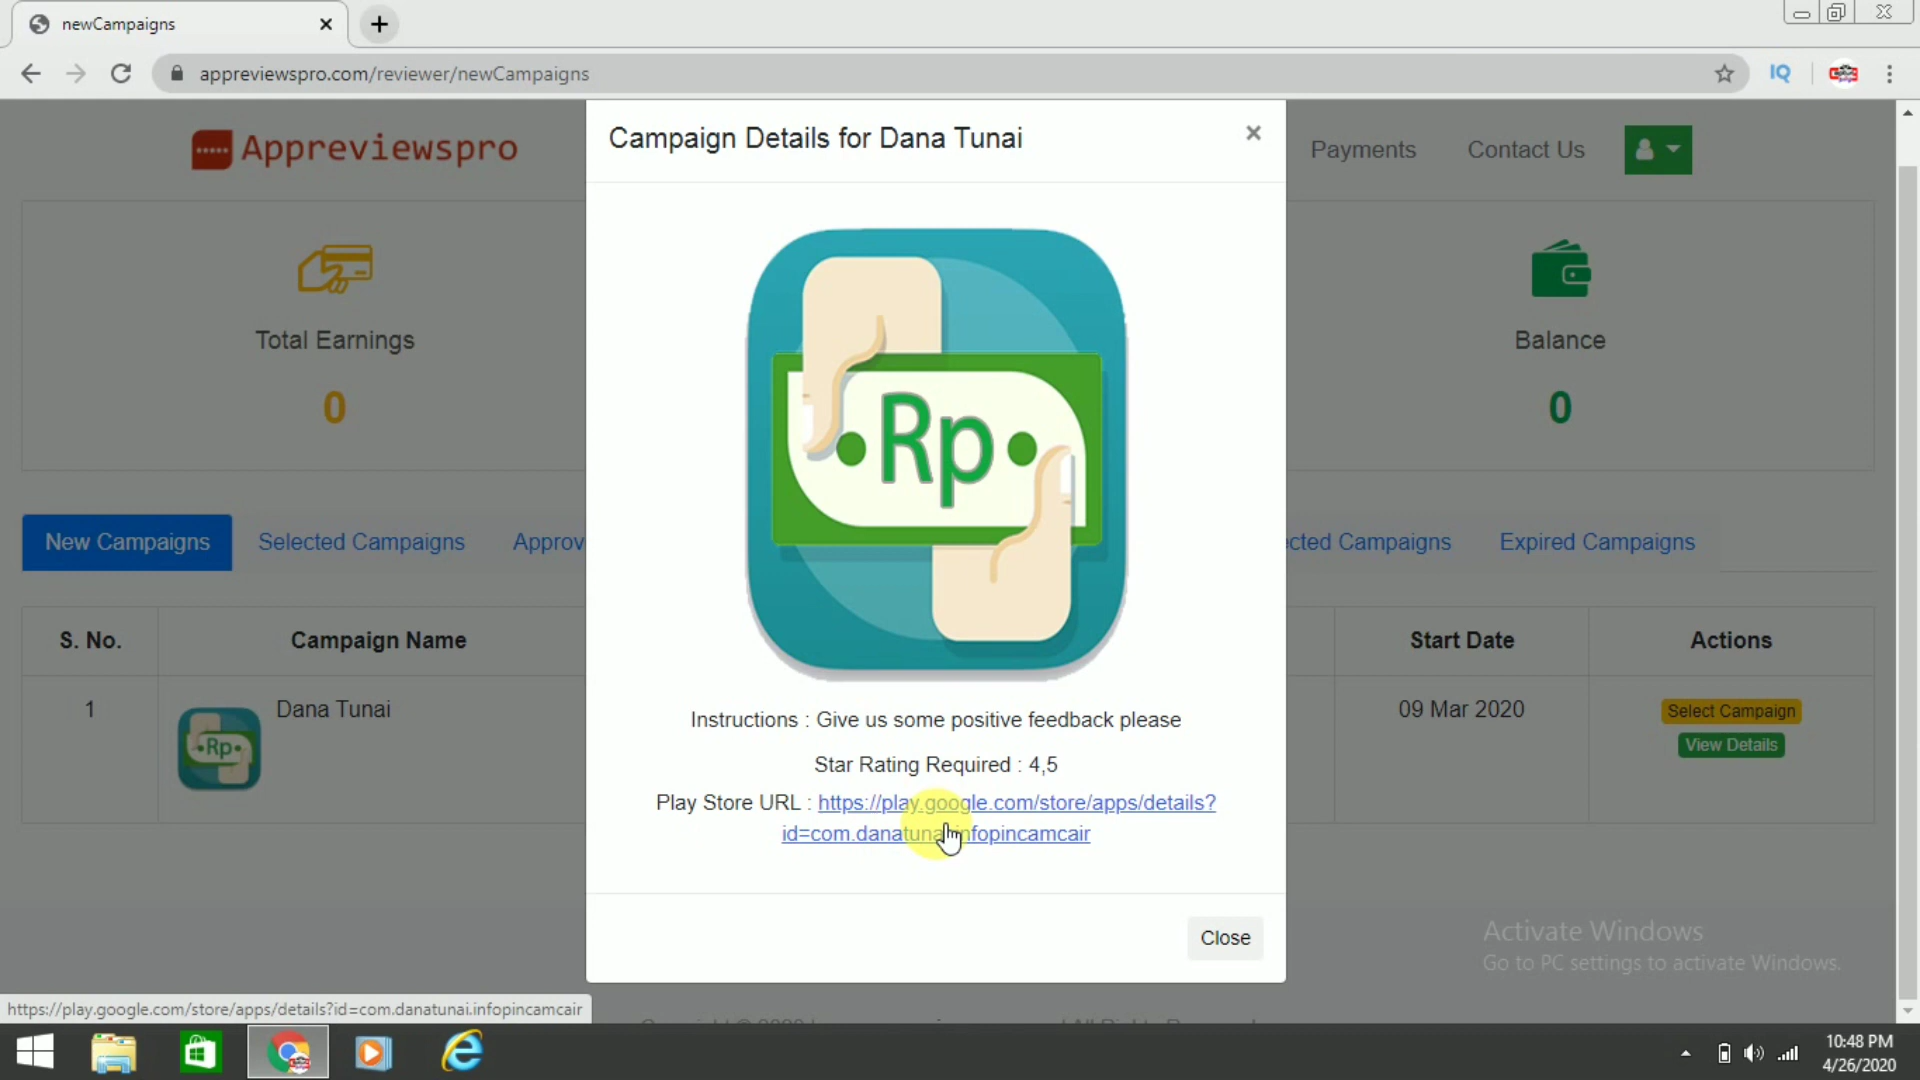 newCampaigns
appreviewspro.com/reviewer/newCampaigns
IQ
Appreviewspro
Campaign Details for Dana Tunai
×
Payments
Contact Us
Total Earnings
0
Balance
0
Rp
New Campaigns
Selected Campaigns
Approv
cted Campaigns
Expired Campaigns
S. No.
Campaign Name
Start Date
Actions
1
Dana Tunai
Rp
09 Mar 2020
Select Campaign
View Details
Instructions : Give us some positive feedback please
Star Rating Required : 4,5
Play Store URL : https://play.google.com/store/apps/details?
id=com.danatunai.infopincamcair
Close
Activate Windows
Go to PC settings to activate Windows.
https://play.google.com/store/apps/details?id=com.danatunai.infopincamcair
10:48 PM
4/26/2020